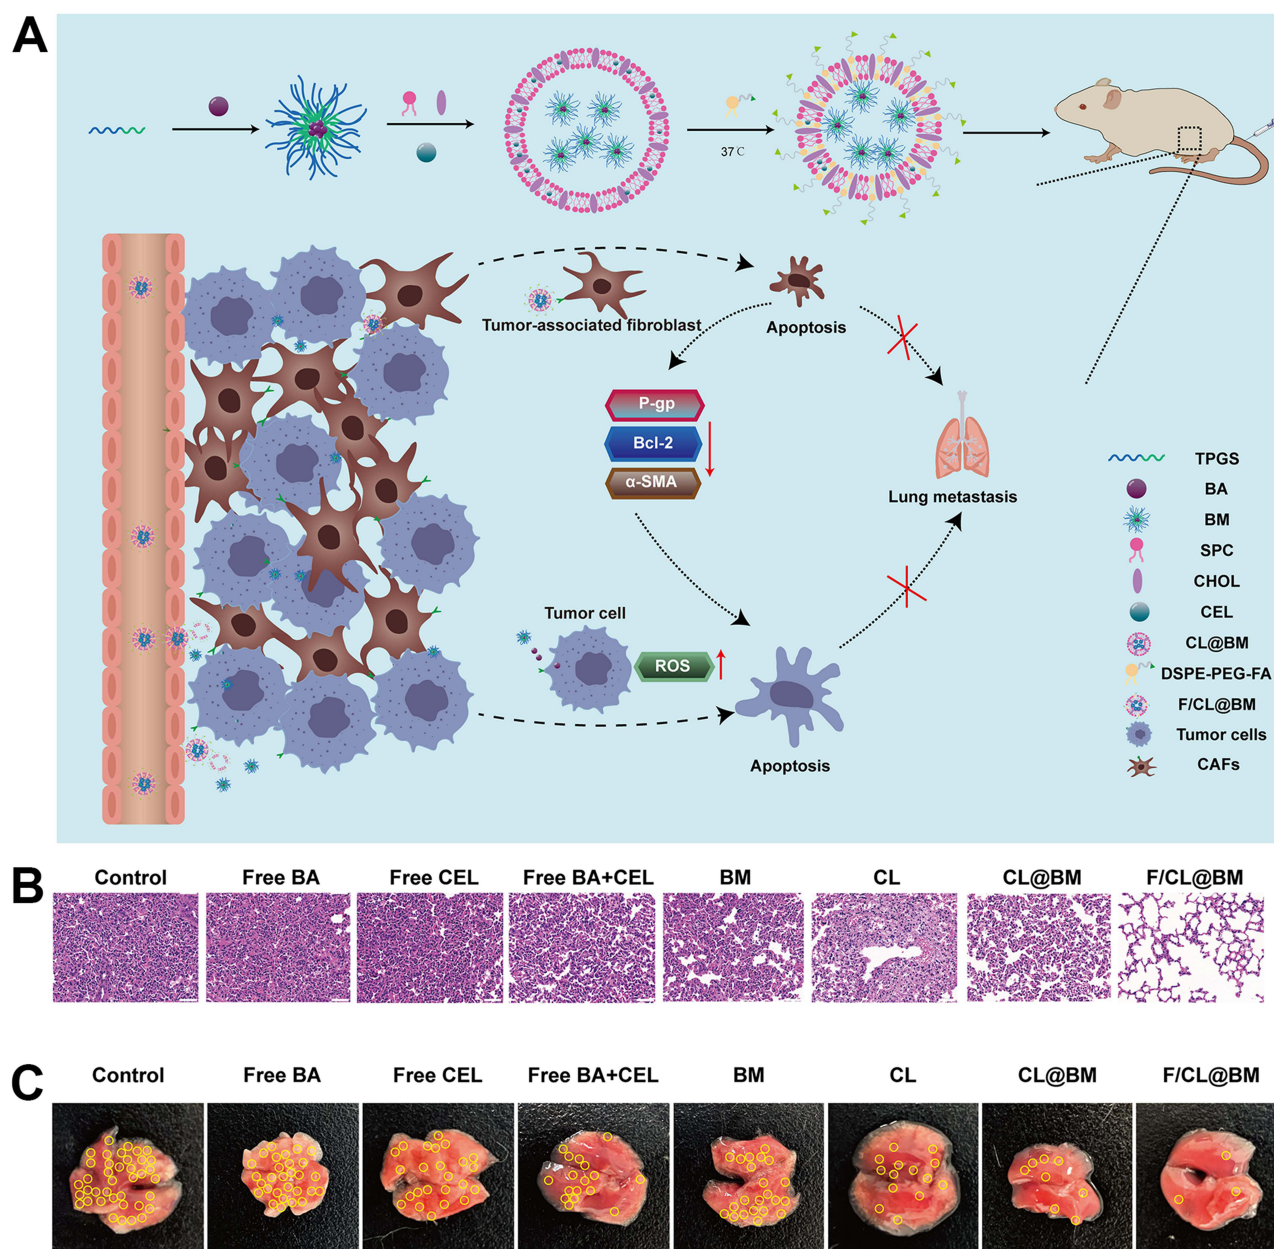 A
37℃
Tumor-associated fibroblast
Apoptosis
P-gp
Bcl-2
α-SMA
Lung metastasis
Tumor cell
ROS
Apoptosis
TPGS
BA
BM
SPC
CHOL
CEL
CL@BM
DSPE-PEG-FA
F/CL@BM
Tumor cells
CAFs
B
Control Free BA Free CEL Free BA+CEL BM CL CL@BM F/CL@BM
C
Control Free BA Free CEL Free BA+CEL BM CL CL@BM F/CL@BM